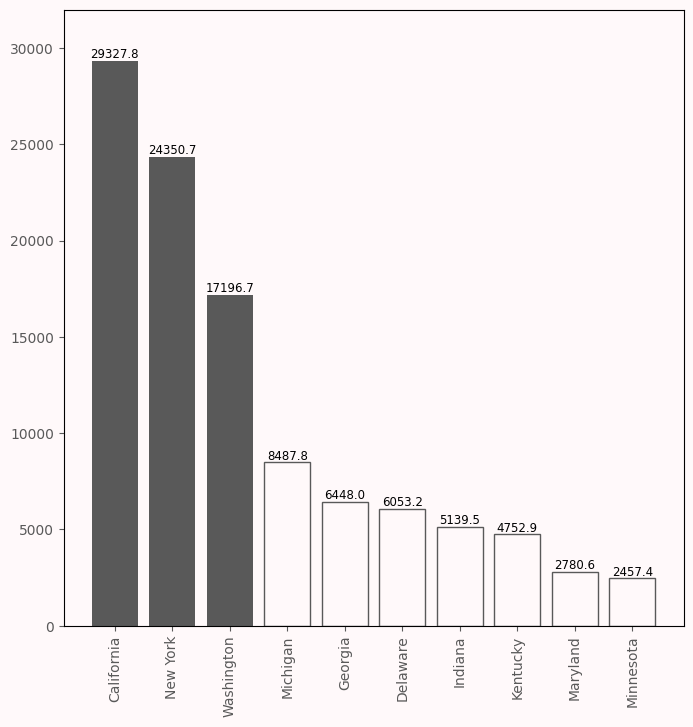 30000
25000
20000
15000
10000
5000
0
29327.8
24350.7
17196.7
8487.8
6448.0
6053.2
5139.5
4752.9
2780.6
2457.4
California
New York
Washington
Michigan
Georgia
Delaware
Indiana
Kentucky
Maryland
Minnesota